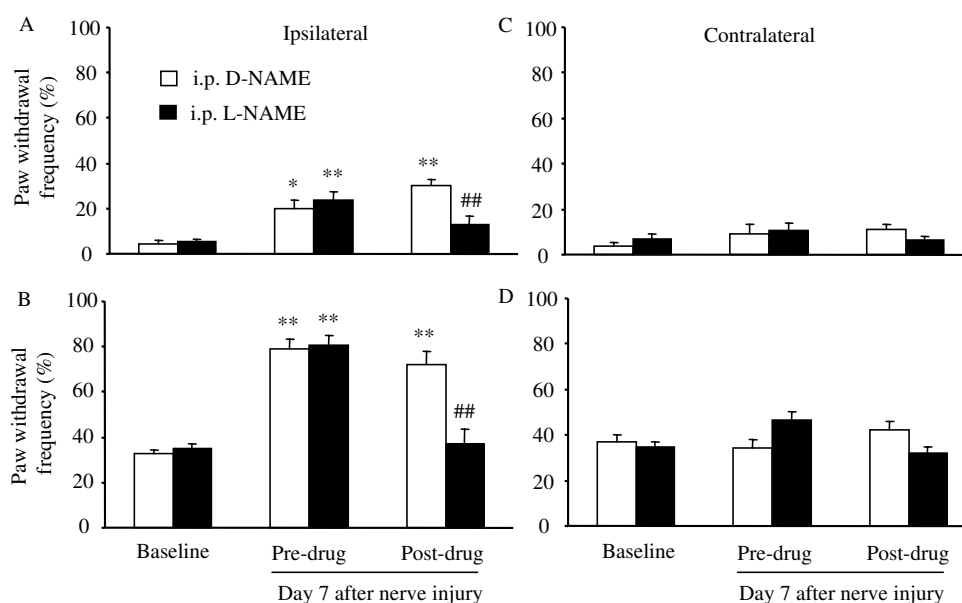 A
Ipsilateral
Paw withdrawal
frequency (%)
100
80
60
40
20
0
i.p. D-NAME
i.p. L-NAME
*
**
**
##
C
Contralateral
100
80
60
40
20
0
B
Paw withdrawal
frequency (%)
100
80
60
40
20
0
**
**
**
##
Baseline
Pre-drug
Post-drug
Day 7 after nerve injury
D
100
80
60
40
20
0
Baseline
Pre-drug
Post-drug
Day 7 after nerve injury